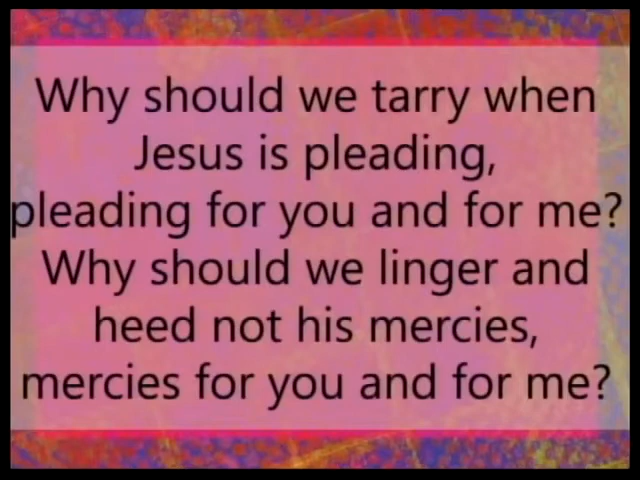 Why should we tarry when
Jesus is pleading,
pleading for you and for me?
Why should we linger and
heed not his mercies,
mercies for you and for me?